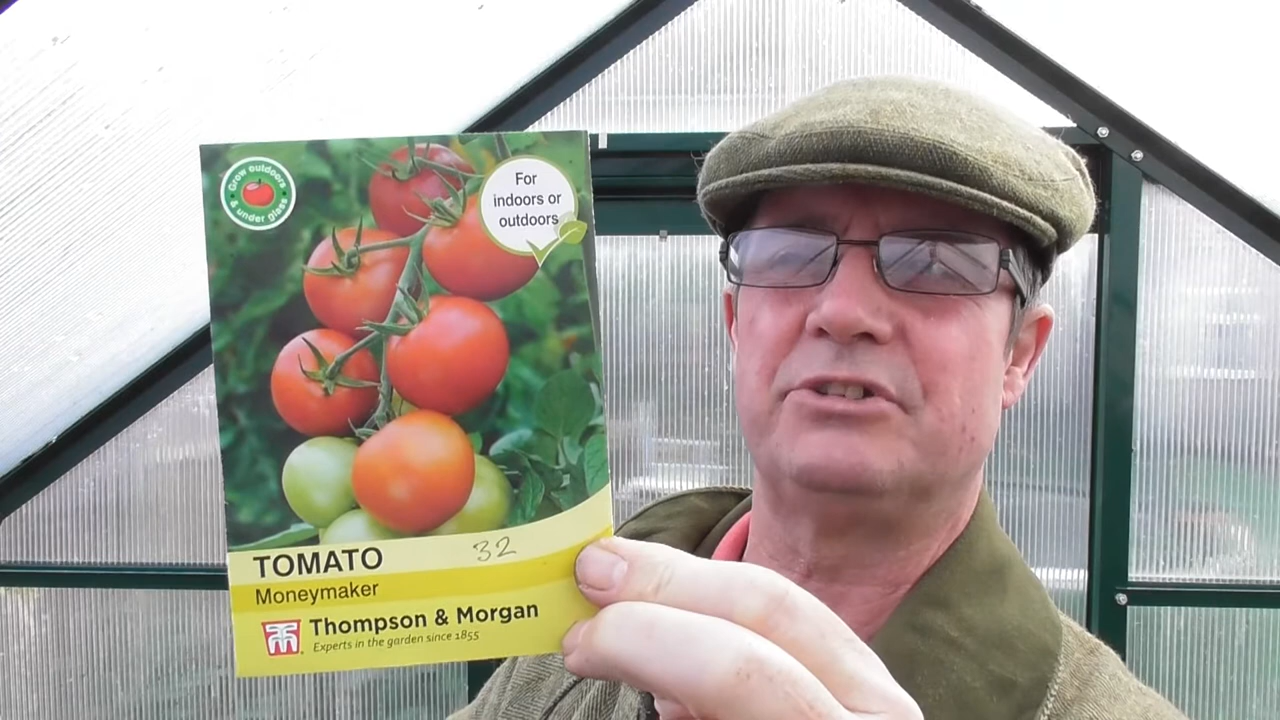 Grow outdoors
& under glass
For
indoors or
outdoors
TOMATO
32
Moneymaker
Thompson & Morgan
Experts in the garden since 1855